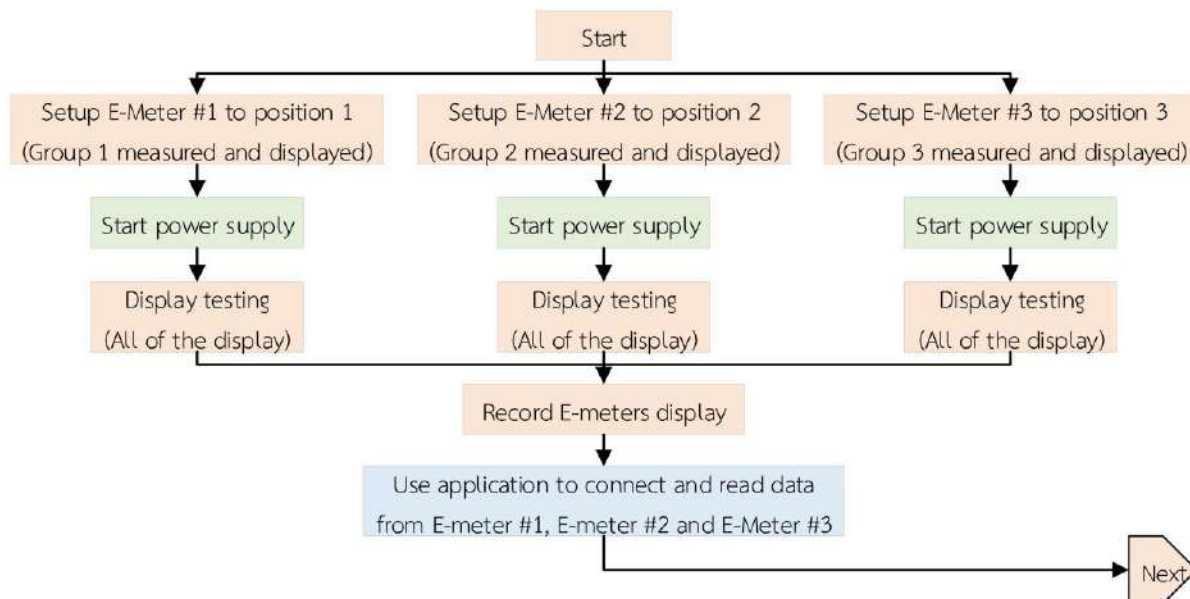 Start
Setup E-Meter #1 to position 1
(Group 1 measured and displayed)
Setup E-Meter #2 to position 2
(Group 2 measured and displayed)
Setup E-Meter #3 to position 3
(Group 3 measured and displayed)
Start power supply
Start power supply
Start power supply
Display testing
(All of the display)
Display testing
(All of the display)
Display testing
(All of the display)
Record E-meters display
Use application to connect and read data
from E-meter #1, E-meter #2 and E-Meter #3
Next